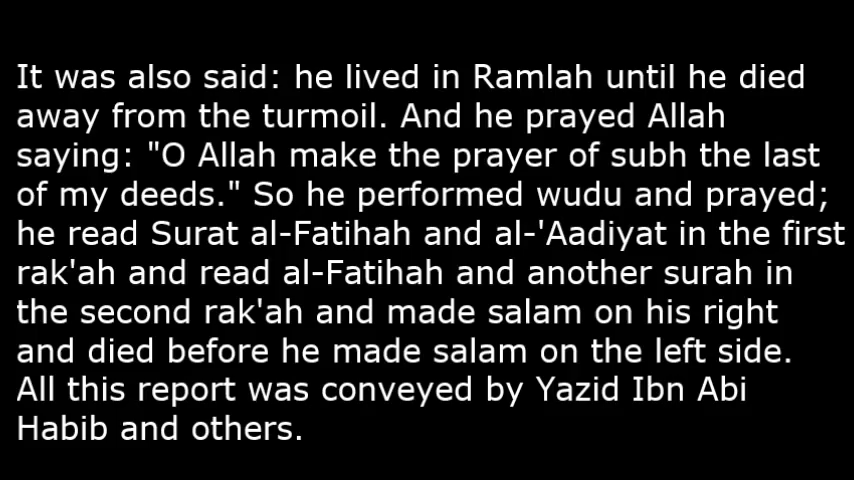 It was also said: he lived in Ramlah until he died
away from the turmoil. And he prayed Allah
saying: "O Allah make the prayer of subh the last
of my deeds." So he performed wudu and prayed;
he read Surat al-Fatihah and al-'Aadiyat in the first
rak'ah and read al-Fatihah and another surah in
the second rak'ah and made salam on his right
and died before he made salam on the left side.
All this report was conveyed by Yazid Ibn Abi
Habib and others.